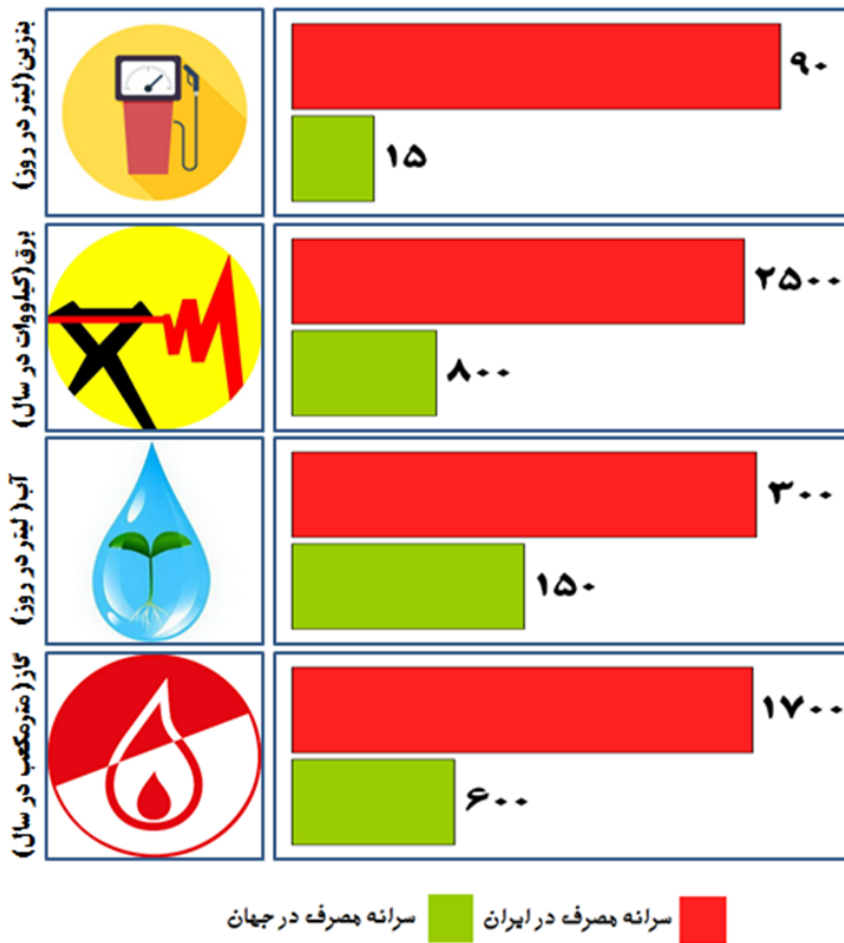 بنزین(لیتر در روز)
۹۰
۱۵
برق(کیلووات در سال)
۲۵۰۰
۸۰۰
آب( لیتر در روز)
۳۰۰
۱۵۰
گاز( مترمکعب در سال)
۱۷۰۰
۶۰۰
سرانه مصرف در ایران
سرانه مصرف در جهان